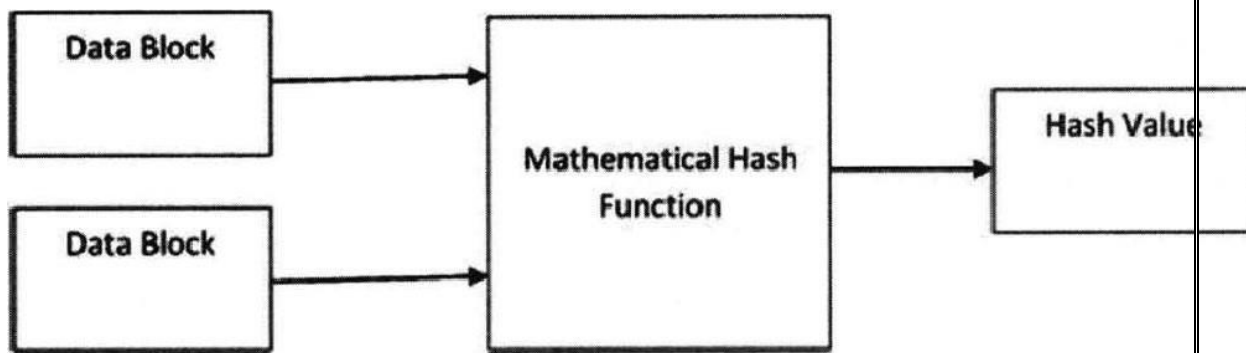 Data Block
Data Block
Mathematical Hash
Function
Hash Value